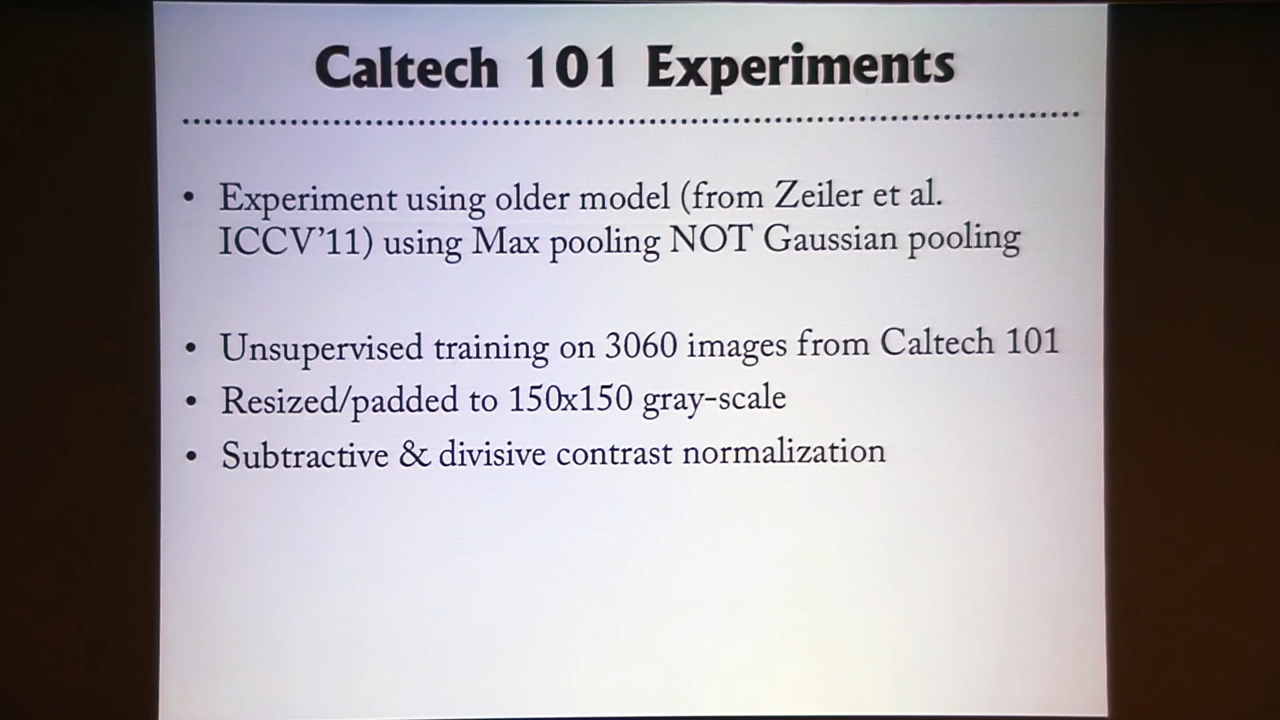 Caltech 101 Experiments
• Experiment using older model (from Zeiler et al.
ICCV'11) using Max pooling NOT Gaussian pooling
• Unsupervised training on 3060 images from Caltech 101
• Resized/padded to 150x150 gray-scale
• Subtractive & divisive contrast normalization